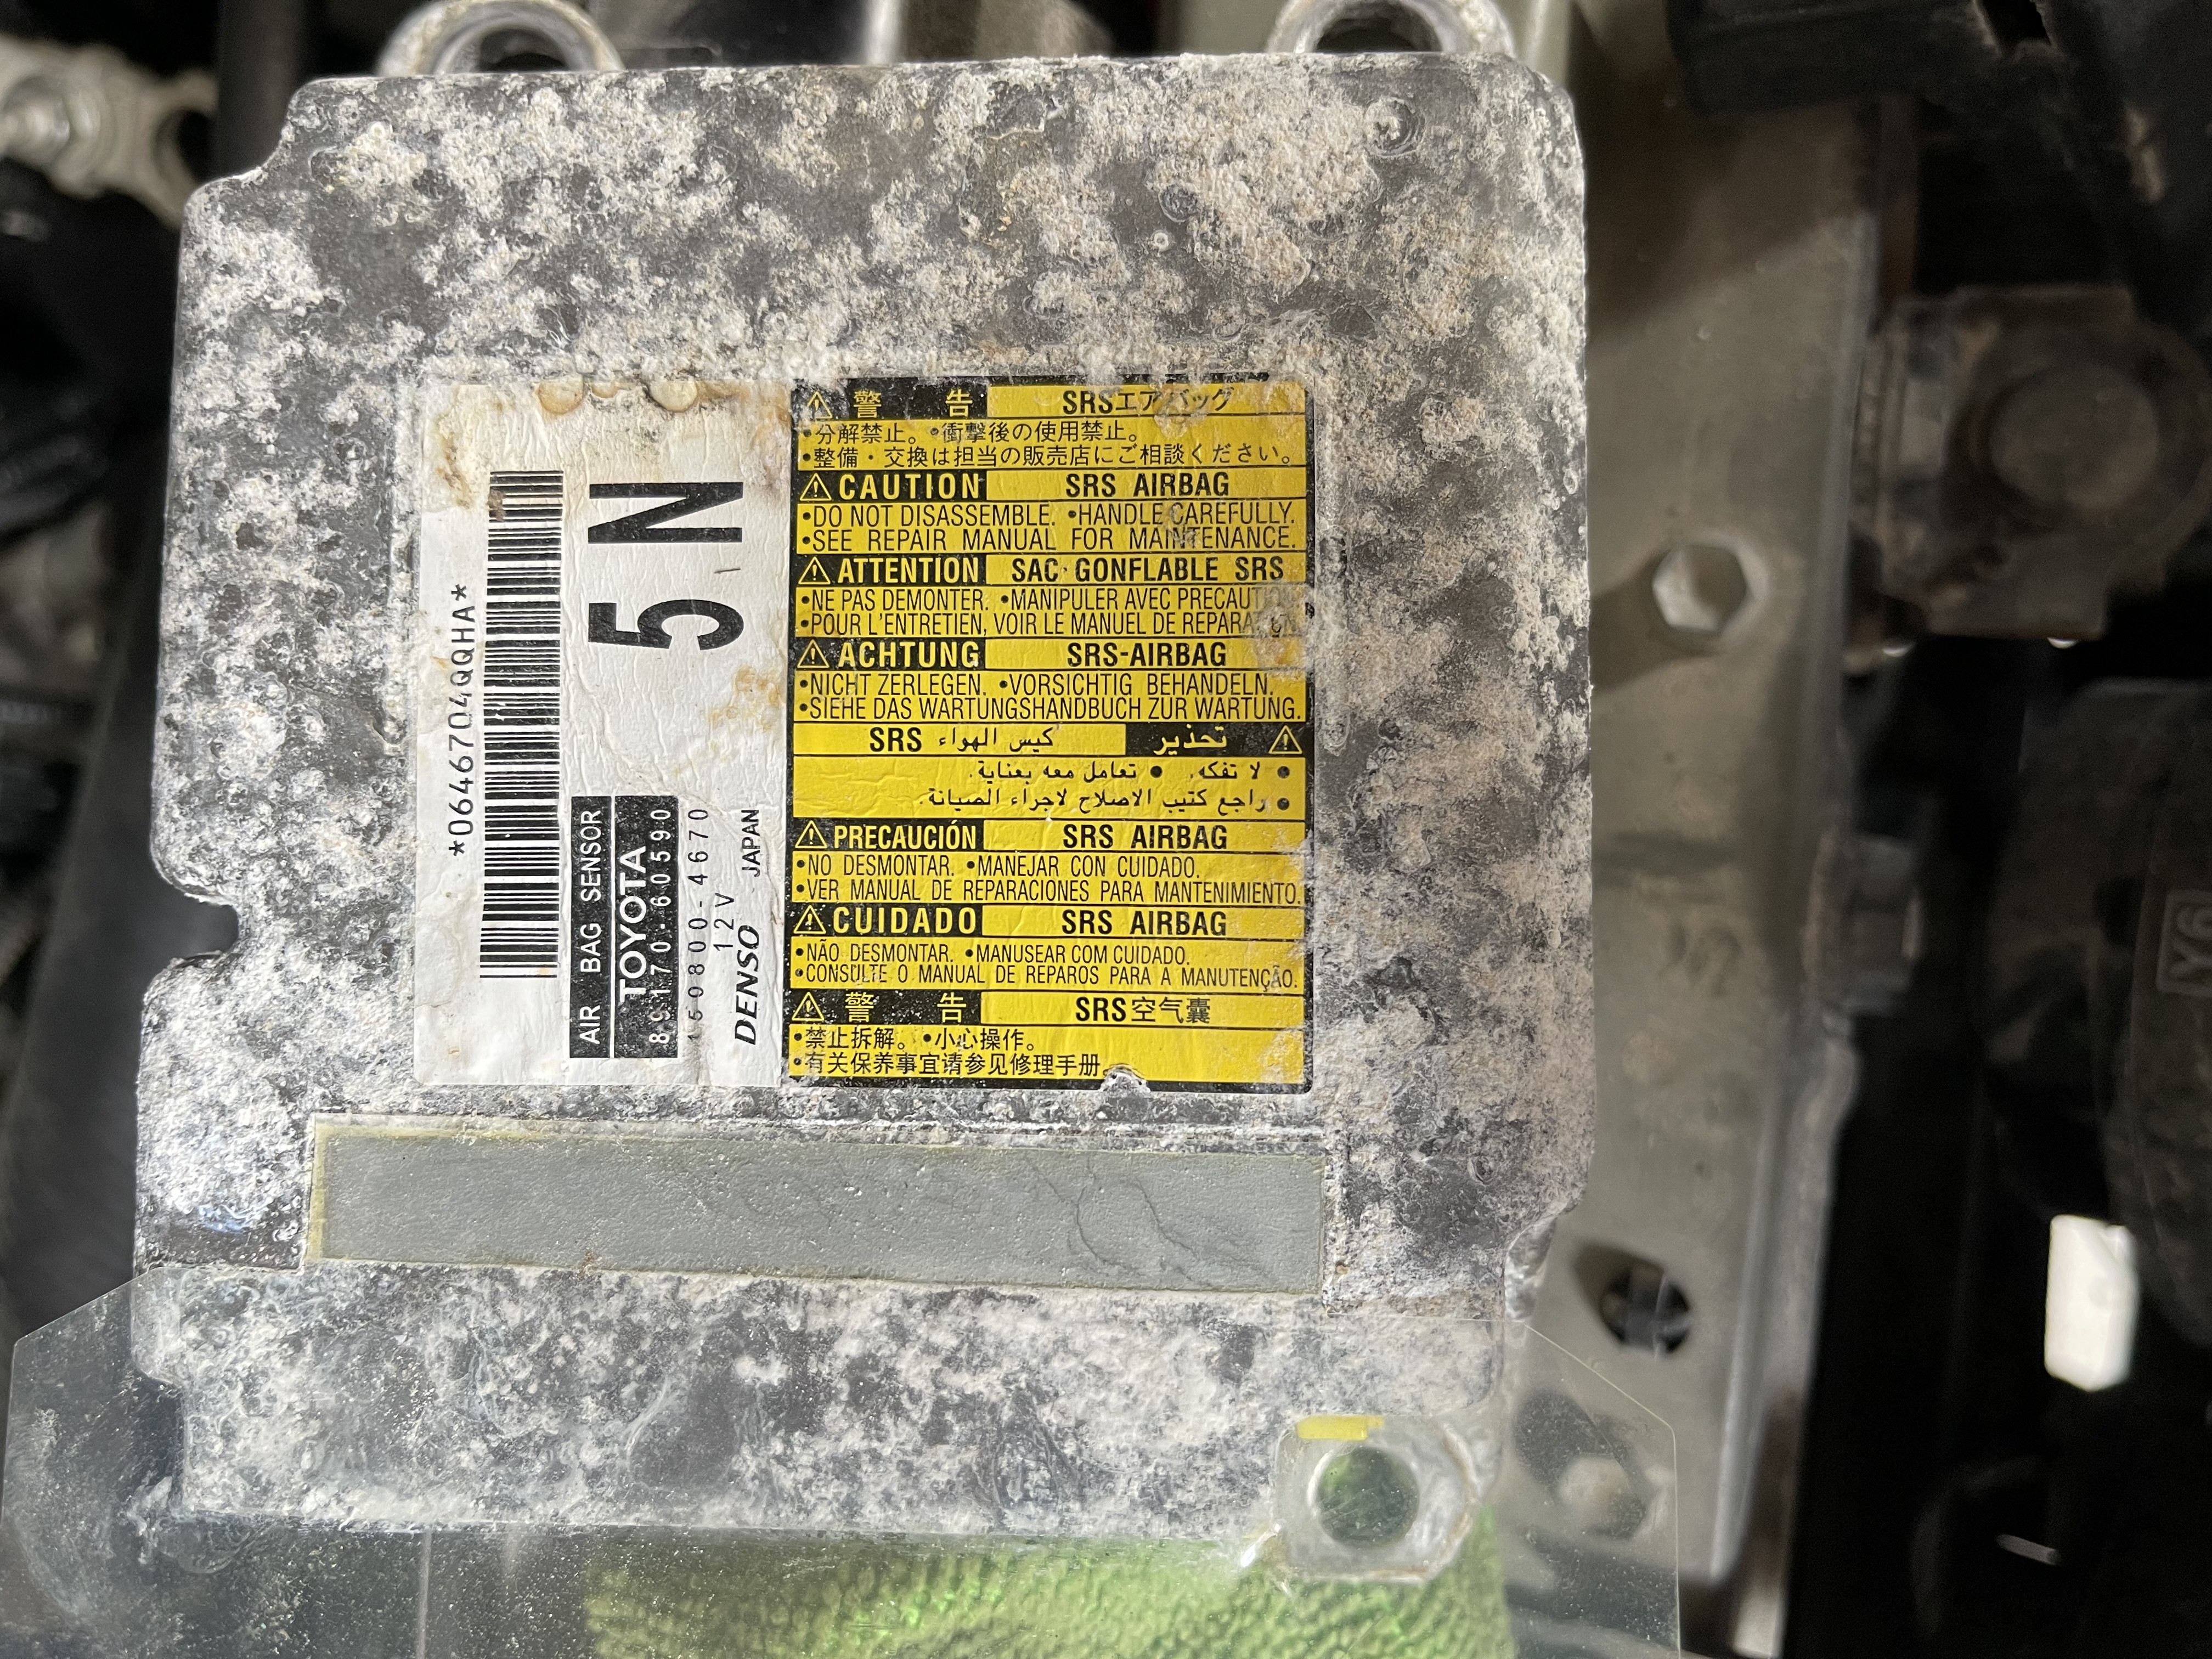 *06467040QHA*
5N
AIR BAG SENSOR
TOYOTA
89170-60590
150800-4670
12V
DENSO JAPAN
警告 SRSエアバッグ
•分解禁止。 •衝撃後の使用禁止。
•整備・交換は担当の販売店にご相談ください。
CAUTION SRS AIRBAG
•DO NOT DISASSEMBLE. •HANDLE CAREFULLY.
•SEE REPAIR MANUAL FOR MAINTENANCE.
ATTENTION SAC GONFLABLE SRS
•NE PAS DEMONTER. •MANIPULER AVEC
•POUR L'ENTRETIEN, VOIR LE MANUEL DE
ACHTUNG SRS-AIRBAG
•NICHT ZERLEGEN. •VORSICHTIG BEHANDELN.
•SIEHE DAS WARTUNGSHANDBUCH ZUR WARTUNG.
تحذير كيس الهواء SRS
• لا تفكه. • تعامل معه بعناية.
• راجع كتيب الاصلاح لاجراء الصيانة.
PRECAUCIÓN SRS AIRBAG
•NO DESMONTAR. •MANEJAR CON CUIDADO.
•VER MANUAL DE REPARACIONES PARA MANTENIMIENTO.
CUIDADO SRS AIRBAG
•NÃO DESMONTAR. •MANUSEAR COM CUIDADO.
•CONSULTE O MANUAL DE REPAROS PARA A MANUTENÇÃO.
警告 SRS空气囊
•禁止拆解。 •小心操作。
•有关保养事宜请参见修理手册。